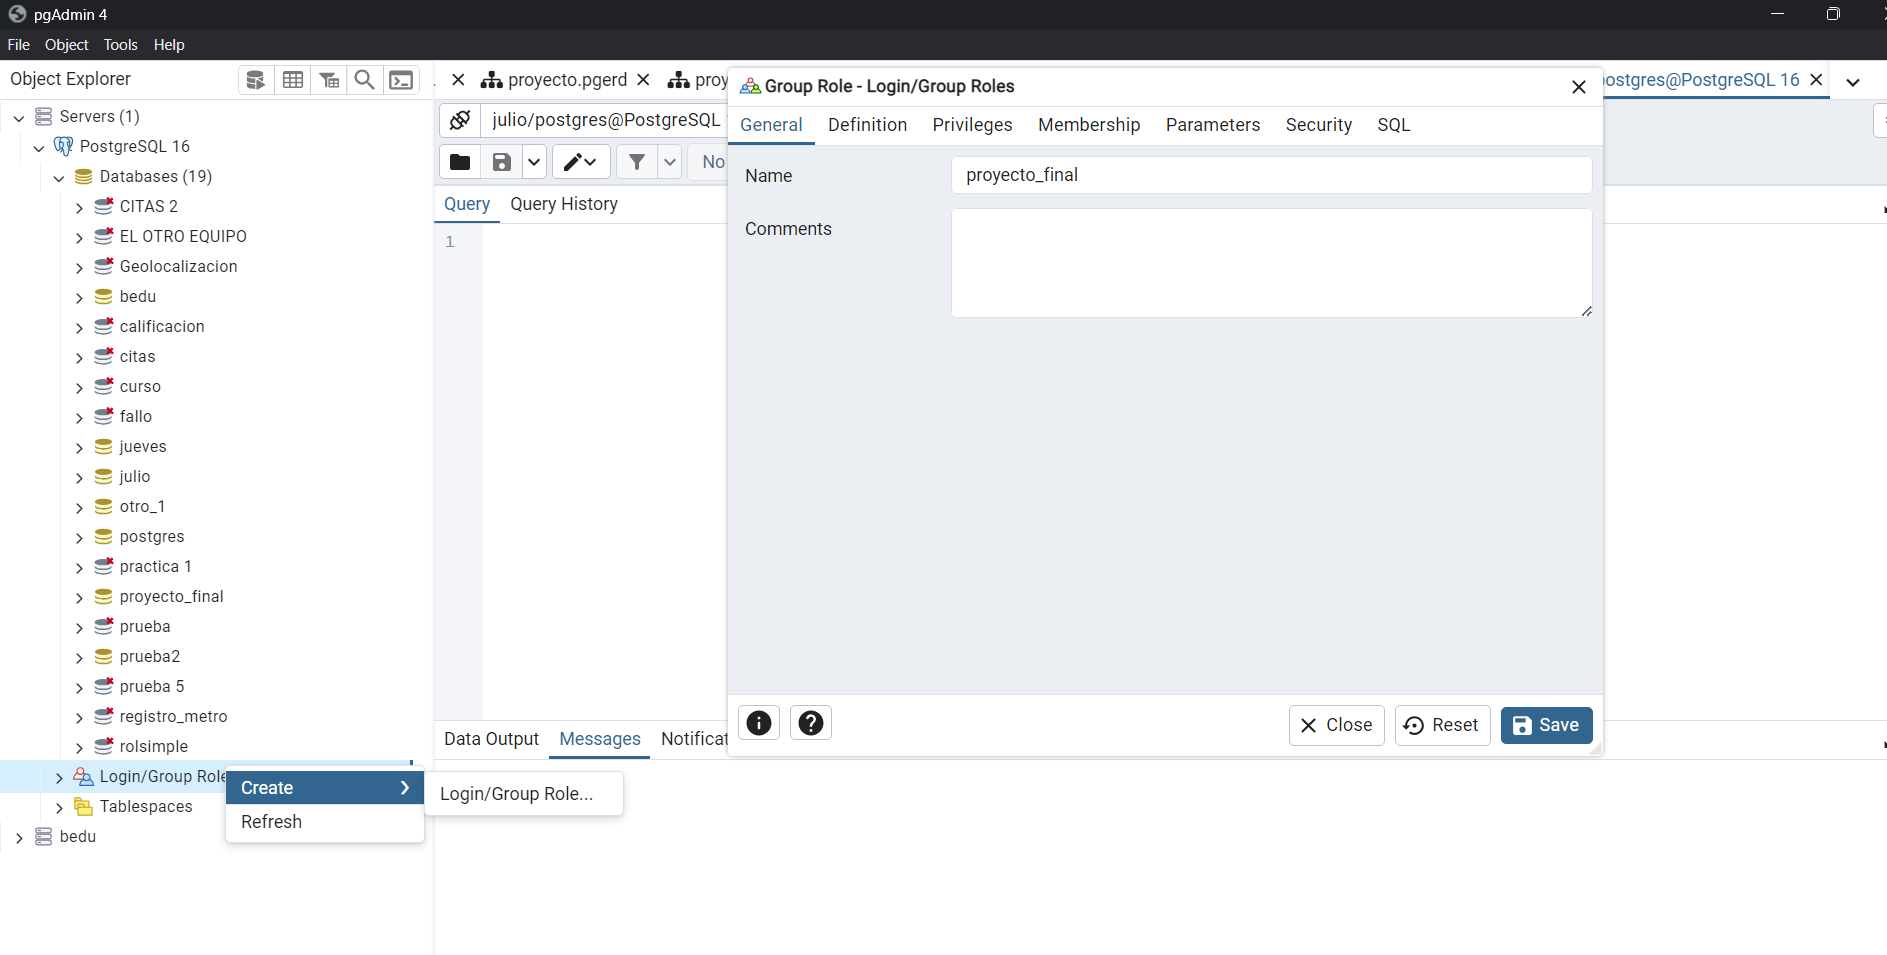 pgAdmin 4
File Object Tools Help
Object Explorer
proyecto.pgerd
proy
ostgres@PostgreSQL 16
Servers (1)
PostgreSQL 16
Databases (19)
CITAS 2
EL OTRO EQUIPO
Geolocalizacion
bedu
calificacion
citas
curso
fallo
jueves
julio
otro_1
postgres
practica 1
proyecto_final
prueba
prueba2
prueba 5
registro_metro
rolsimple
Login/Group Role
Tablespaces
bedu
Create
Refresh
Login/Group Role...
julio/postgres@PostgreSQL
No
Query Query History
1
Data Output Messages Notificat
Group Role - Login/Group Roles
General Definition Privileges Membership Parameters Security SQL
Name proyecto_final
Comments
Close Reset Save